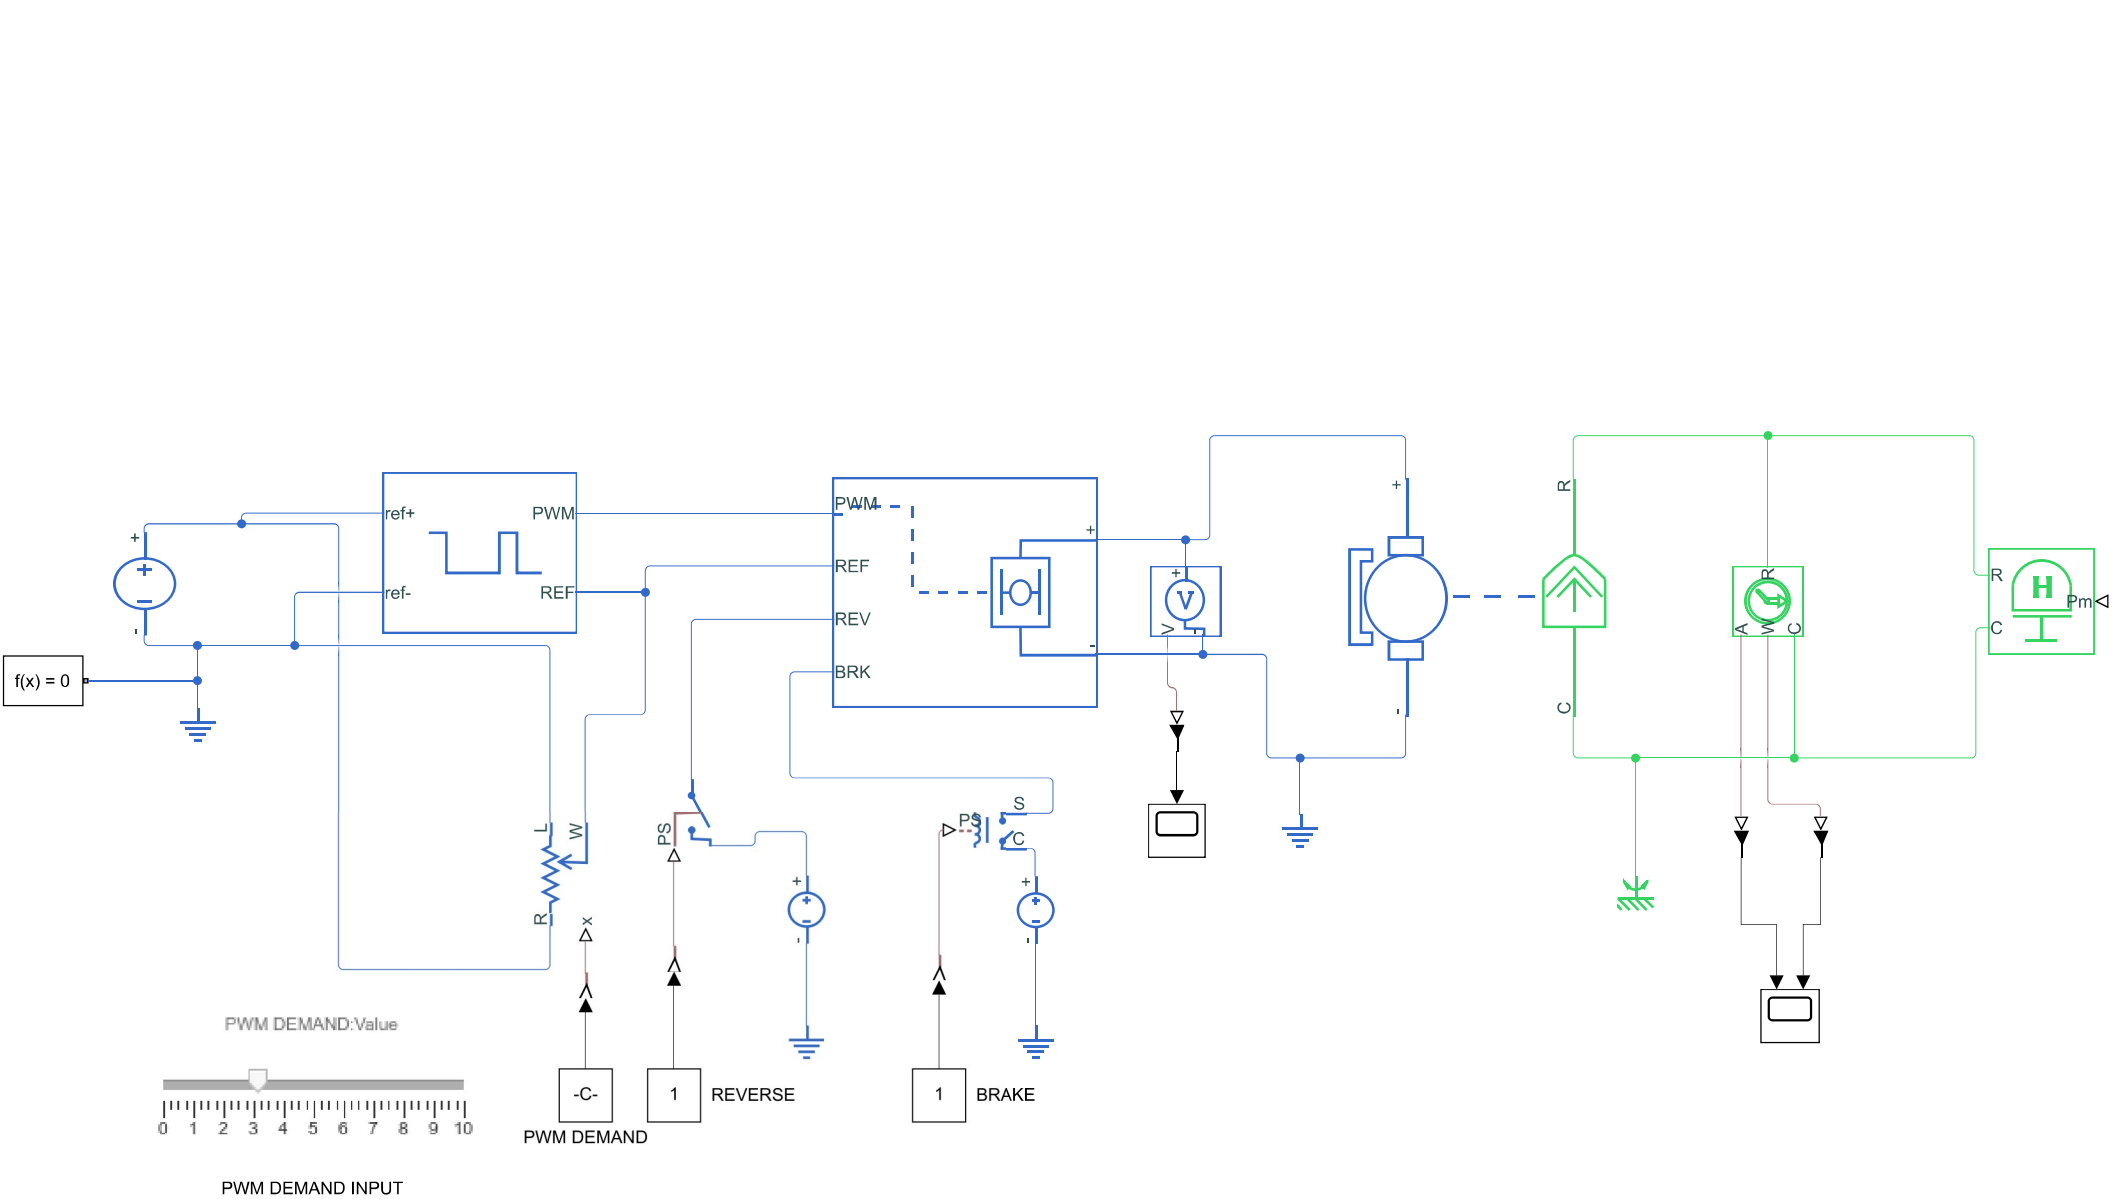 +
-
ref+
ref-
PWM
REF
f(x) = 0
PWM
REF
REV
BRK
+
-
+
V
V
-
+
-
R
C
R
A
W
C
H
R
C
Pm
L
W
R
x
PS
+
-
PS
S
C
+
-
PWM DEMAND:Value
0 1 2 3 4 5 6 7 8 9 10
PWM DEMAND INPUT
-C-
PWM DEMAND
1
REVERSE
1
BRAKE